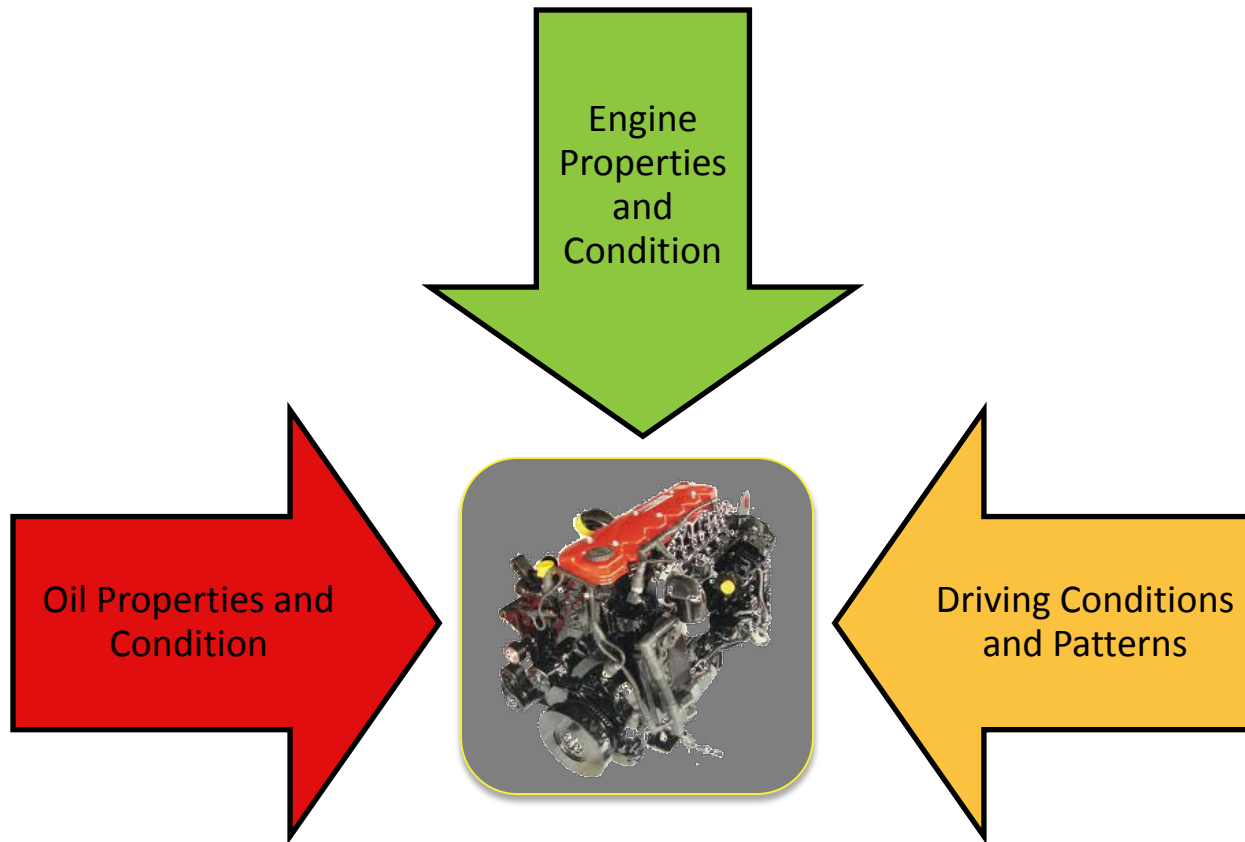 Engine
Properties
and
Condition
Oil Properties and
Condition
Driving Conditions
and Patterns